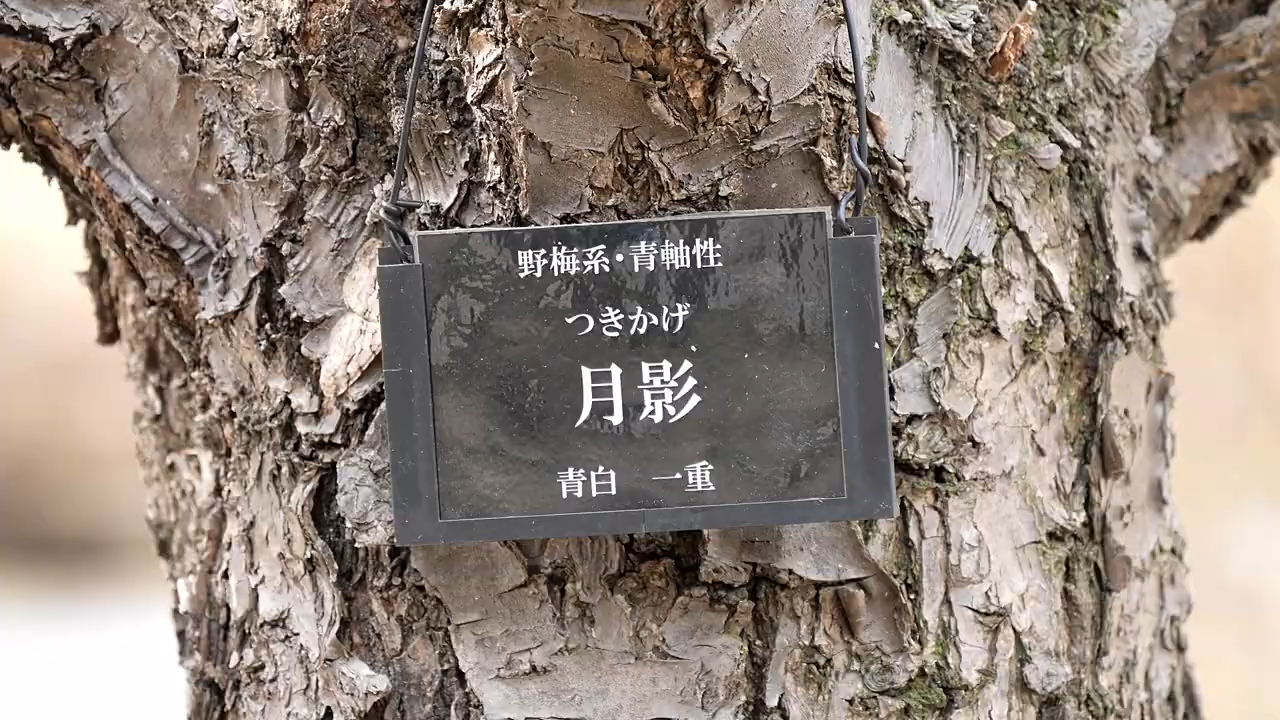 野梅系・青軸性
つきかげ
月影
青白　一重